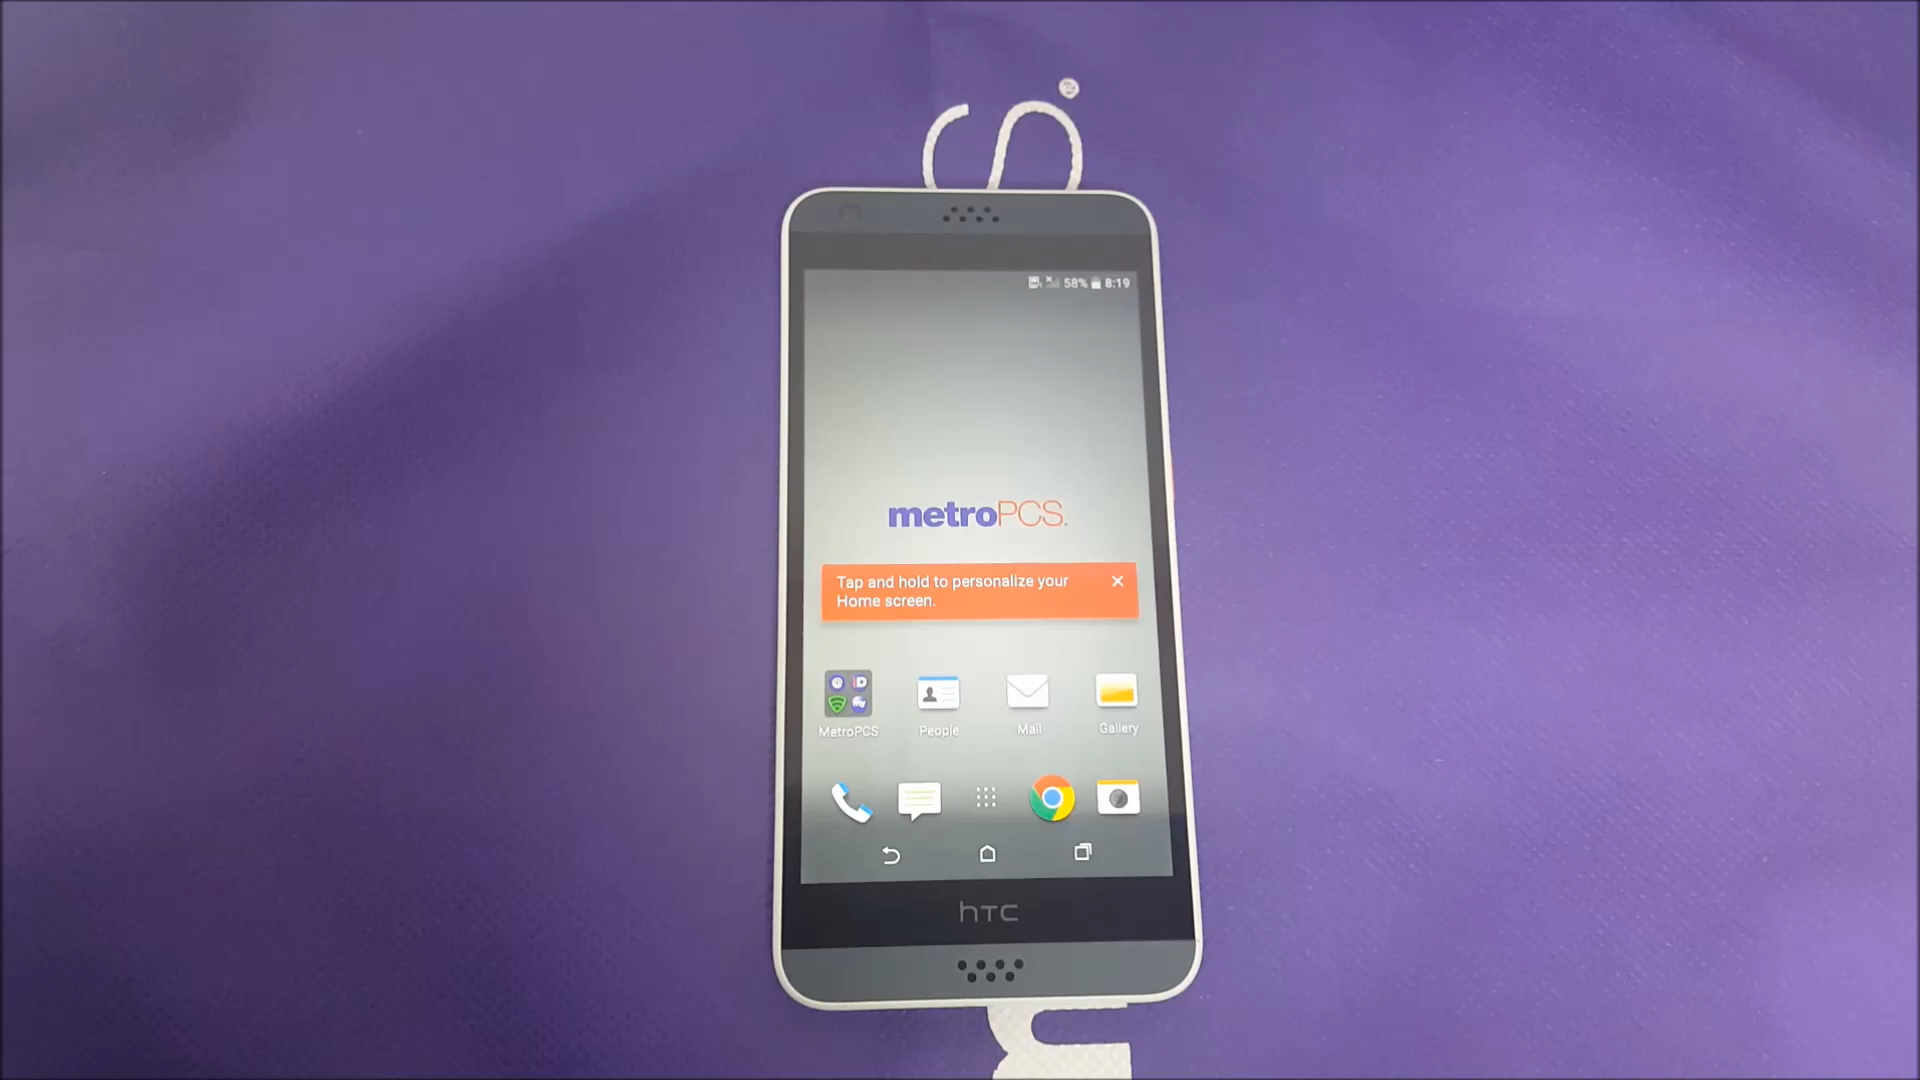 ®
58% 8:19
metroPCS.
Tap and hold to personalize your
Home screen.
MetroPCS People Mail Gallery
hTC